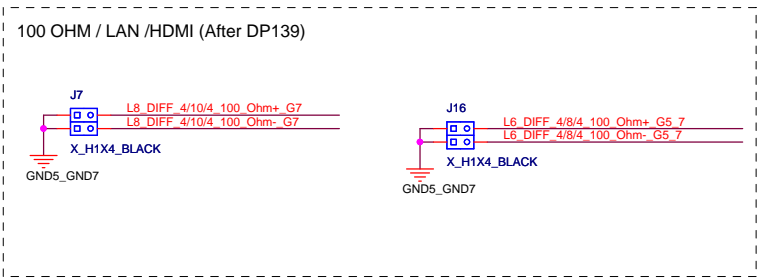 100 OHM / LAN /HDMI (After DP139)
J7
L8_DIFF_4/10/4_100_Ohm+_G7
L8_DIFF_4/10/4_100_Ohm-_G7
X_H1X4_BLACK
GND5_GND7
J16
L6_DIFF_4/8/4_100_Ohm+_G5_7
L6_DIFF_4/8/4_100_Ohm-_G5_7
X_H1X4_BLACK
GND5_GND7